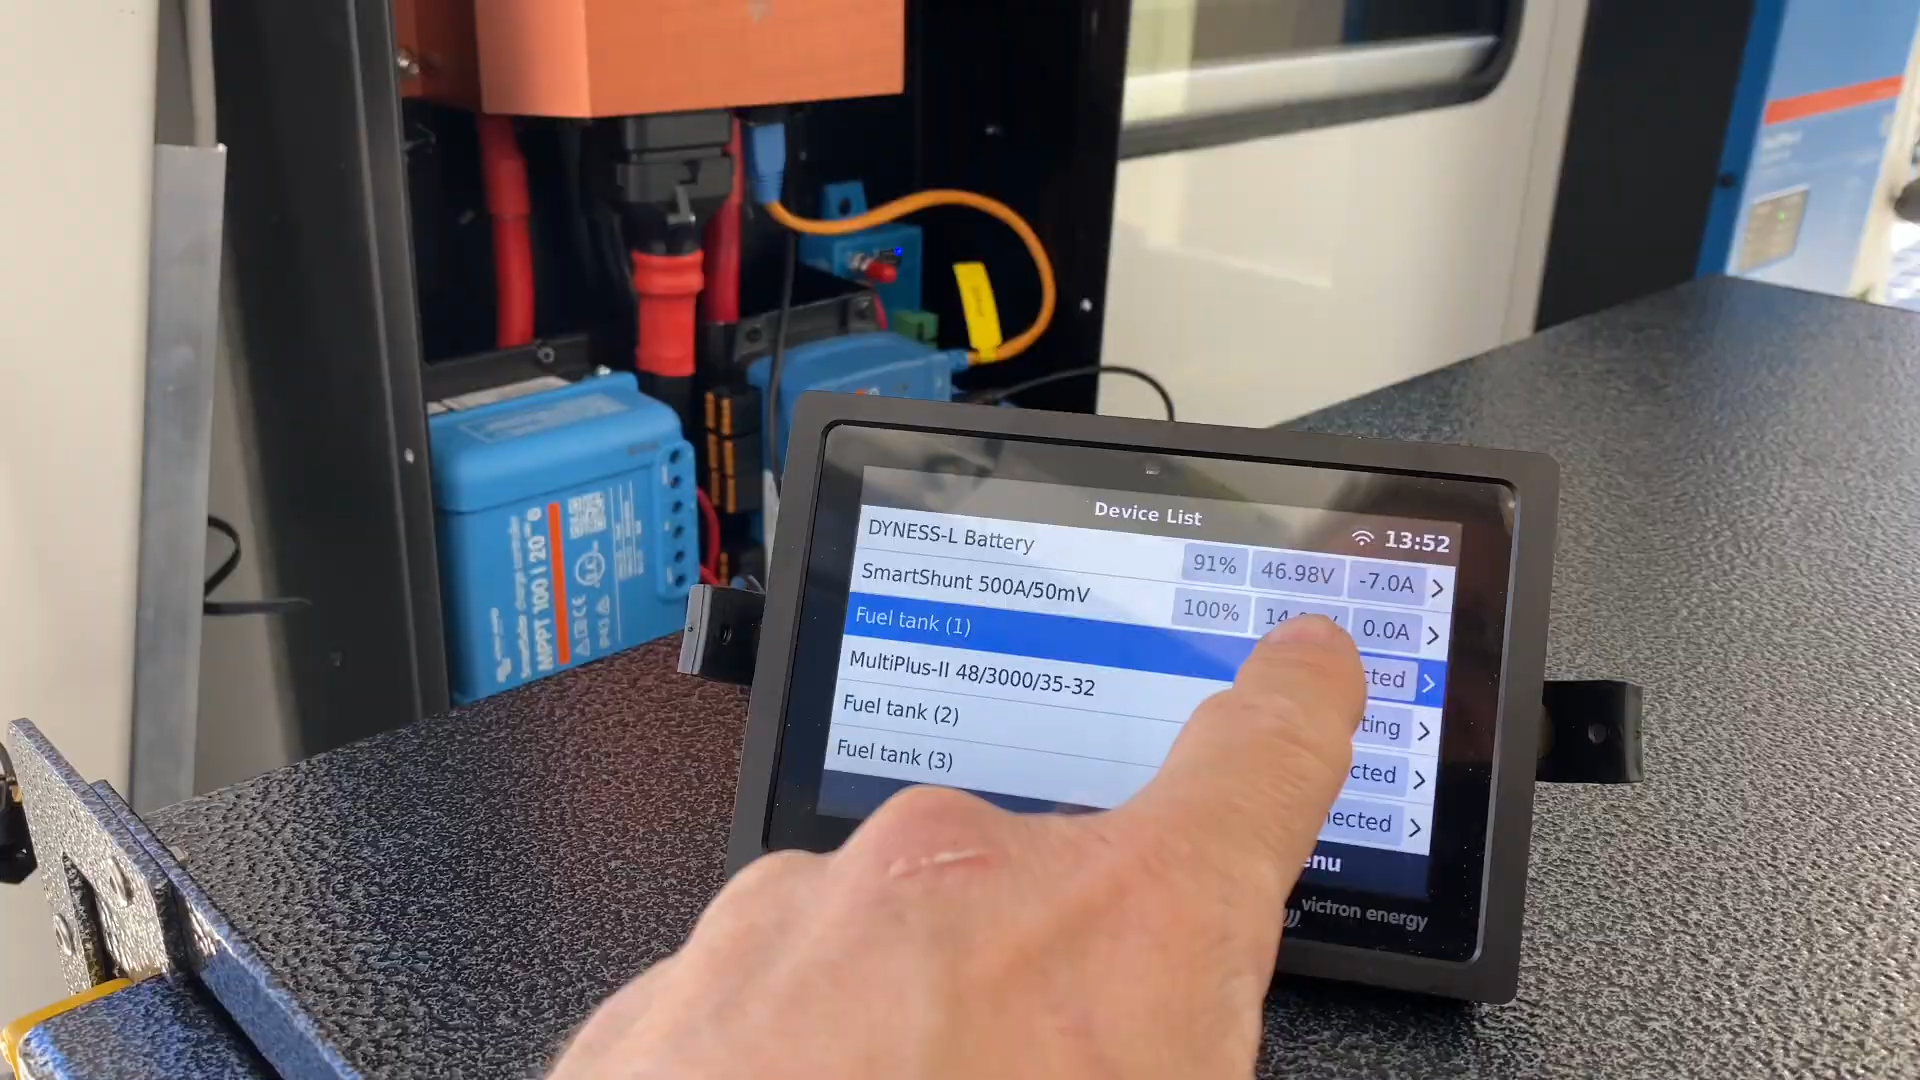 Device List
13:52
DYNESS-L Battery 91% 46.98V -7.0A
SmartShunt 500A/50mV 100% 0.0A
Fuel tank (1)
MultiPlus-II 48/3000/35-32
Fuel tank (2)
Fuel tank (3)
victron energy
MPPT 100 | 20